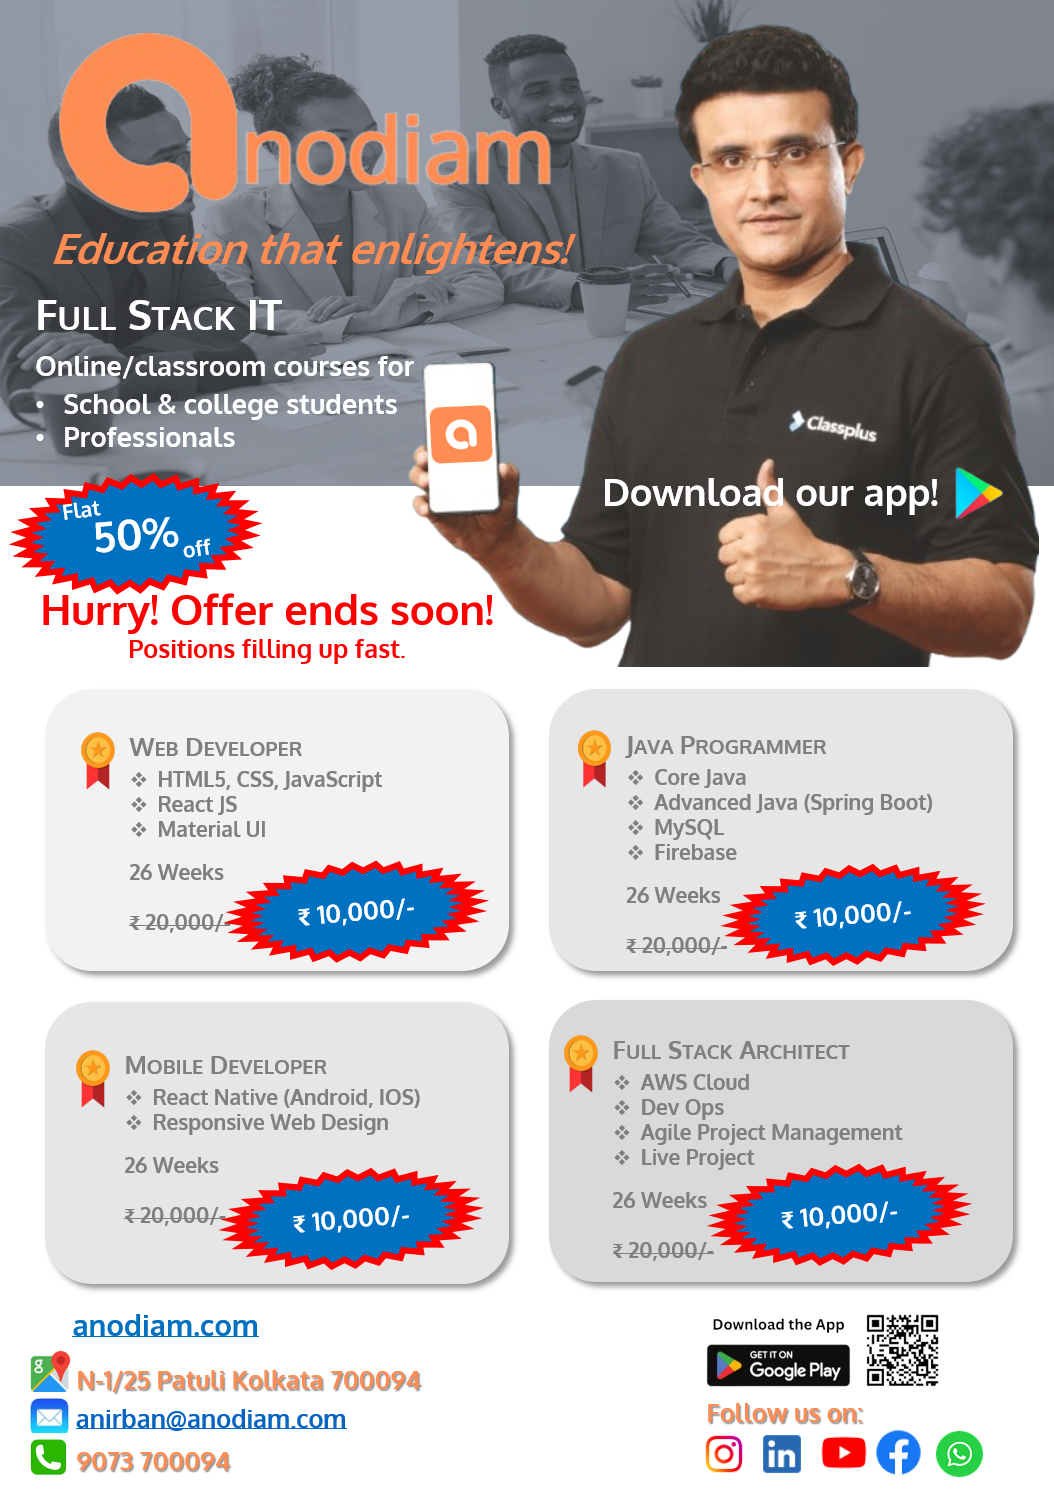 anodiam
Education that enlightens!
FULL STACK IT
Online/classroom courses for
• School & college students
• Professionals
a
Classplus
Download our app!
Flat
50%
off
Hurry! Offer ends soon!
Positions filling up fast.
WEB DEVELOPER
❖ HTML5, CSS, JavaScript
❖ React JS
❖ Material UI
26 Weeks
₹ 20,000/-
₹ 10,000/-
JAVA PROGRAMMER
❖ Core Java
❖ Advanced Java (Spring Boot)
❖ MySQL
❖ Firebase
26 Weeks
₹ 20,000/-
₹ 10,000/-
MOBILE DEVELOPER
❖ React Native (Android, IOS)
❖ Responsive Web Design
26 Weeks
₹ 20,000/-
₹ 10,000/-
FULL STACK ARCHITECT
❖ AWS Cloud
❖ Dev Ops
❖ Agile Project Management
❖ Live Project
26 Weeks
₹ 20,000/-
₹ 10,000/-
anodiam.com
N-1/25 Patuli Kolkata 700094
anirban@anodiam.com
9073 700094
Download the App
GET IT ON
Google Play
Follow us on: